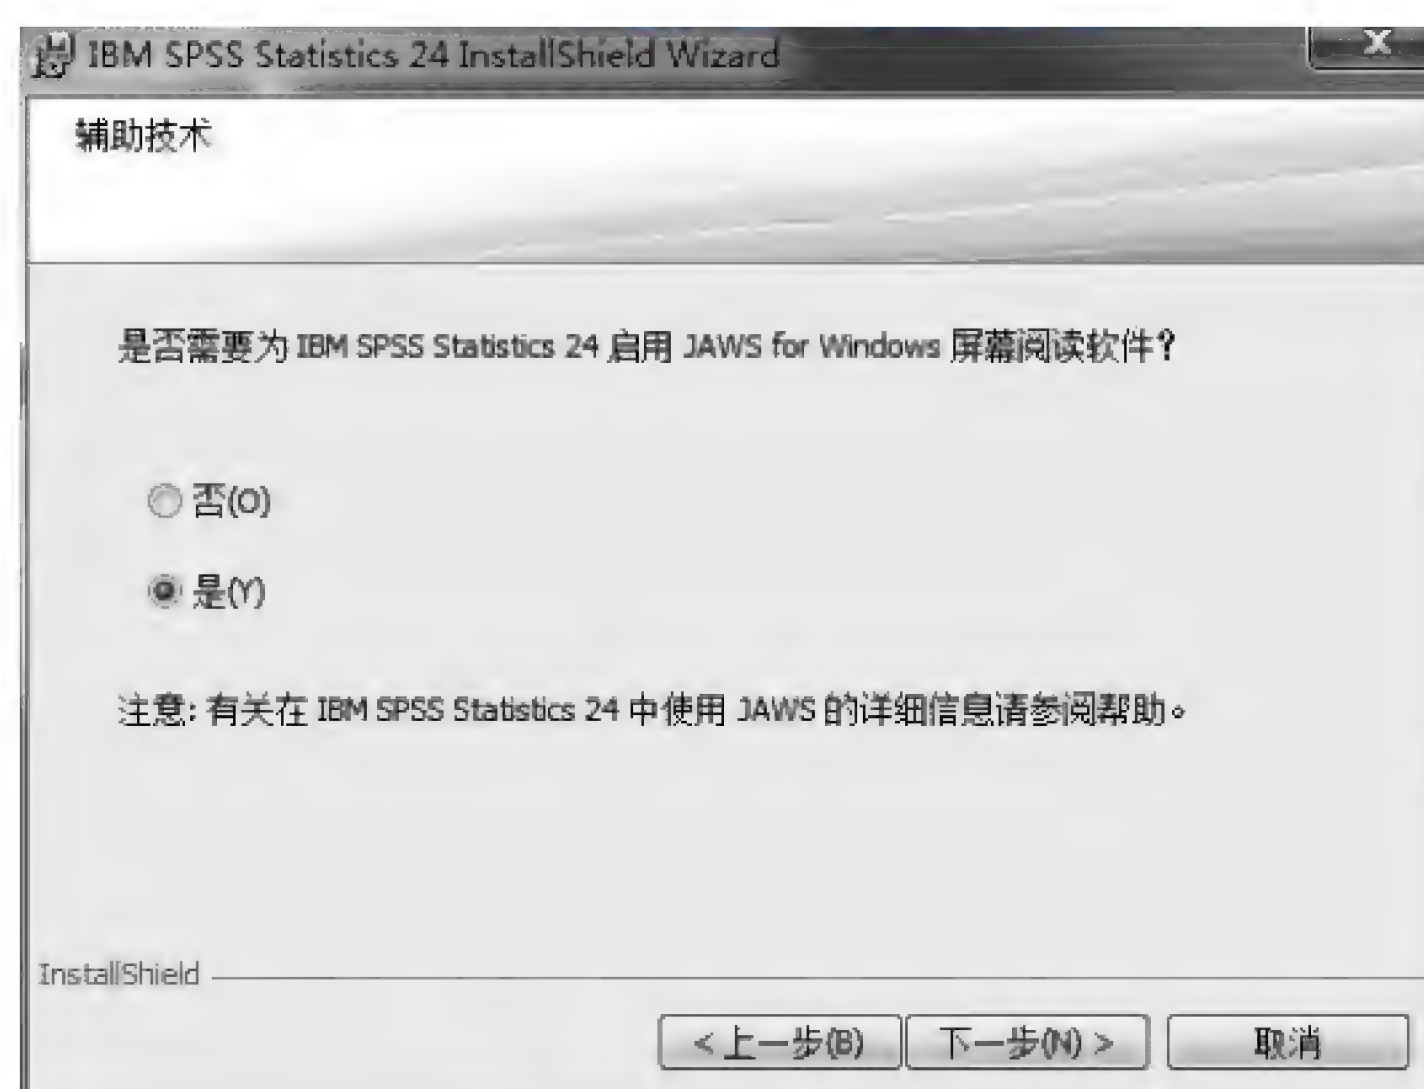 IBM SPSS Statistics 24 InstallShield Wizard
辅助技术
是否需要为 IBM SPSS Statistics 24 启用 JAWS for Windows 屏幕阅读软件?
否(O)
是(Y)
注意: 有关在 IBM SPSS Statistics 24 中使用 JAWS 的详细信息请参阅帮助。
InstallShield
<上一步(B) 下一步(N)> 取消